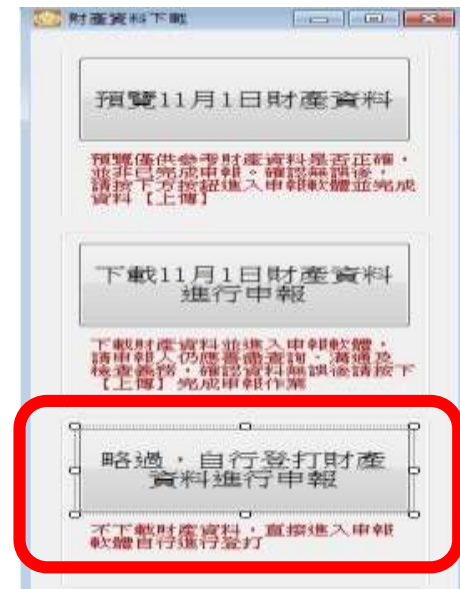 財產資料下載
預覽11月1日財產資料
預覽僅供參考財產資料是否正確，
並非已完成申報。確認無誤後，
請按下方按鈕進入申報軟體並完成
資料【上傳】
下載11月1日財產資料
進行申報
下載財產資料並進入申報軟體，
請申報人仍應善盡查詢、溝通及
檢查義務，確認資料無誤後請按下
【上傳】完成申報作業
略過，自行登打財產
資料進行申報
不下載財產資料，直接進入申報
軟體自行進行登打